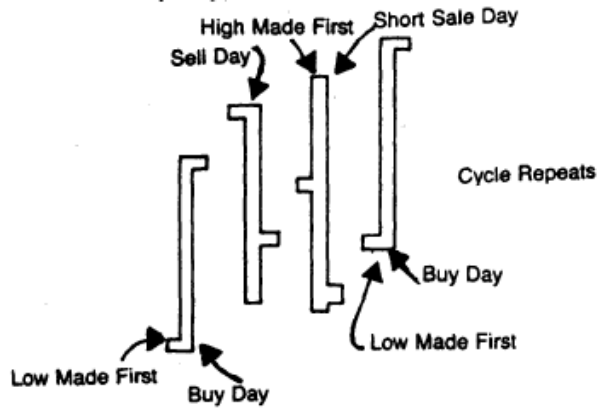 High Made First
Short Sale Day
Sell Day
Cycle Repeats
Buy Day
Low Made First
Low Made First
Buy Day